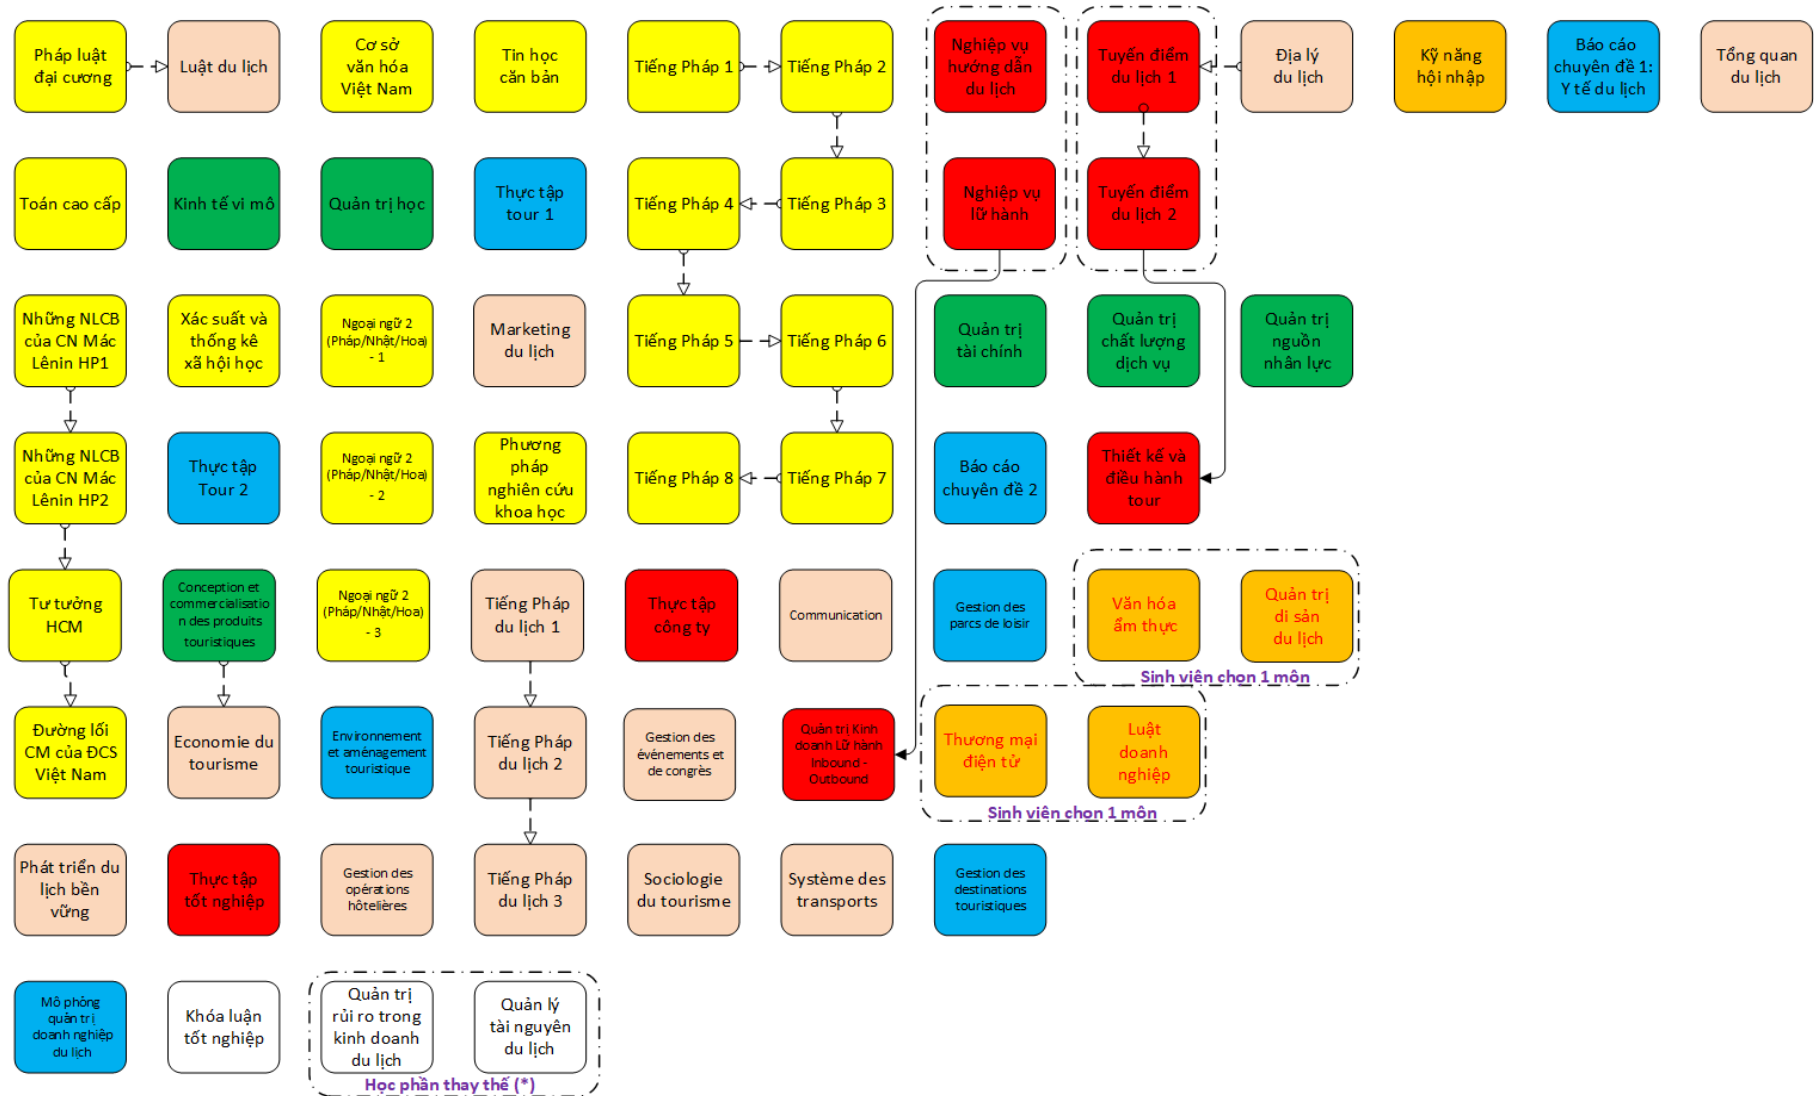 Pháp luật
đại cương
Luật du lịch
Cơ sở
văn hóa
Việt Nam
Tin học
căn bản
Tiếng Pháp 1
Tiếng Pháp 2
Nghiệp vụ
hướng dẫn
du lịch
Tuyến điểm
du lịch 1
Địa lý
du lịch
Kỹ năng
hội nhập
Báo cáo
chuyên đề 1:
Y tế du lịch
Tổng quan
du lịch
Toán cao cấp
Kinh tế vi mô
Quản trị học
Thực tập
tour 1
Tiếng Pháp 4
Tiếng Pháp 3
Nghiệp vụ
lữ hành
Tuyến điểm
du lịch 2
Những NLCB
của CN Mác
Lênin HP1
Xác suất và
thống kê
xã hội học
Ngoại ngữ 2
(Pháp/Nhật/Hoa)
- 1
Marketing
du lịch
Tiếng Pháp 5
Tiếng Pháp 6
Quản trị
tài chính
Quản trị
chất lượng
dịch vụ
Quản trị
nguồn
nhân lực
Những NLCB
của CN Mác
Lênin HP2
Thực tập
Tour 2
Ngoại ngữ 2
(Pháp/Nhật/Hoa)
- 2
Phương
pháp
nghiên cứu
khoa học
Tiếng Pháp 8
Tiếng Pháp 7
Báo cáo
chuyên đề 2
Thiết kế và
điều hành
tour
Tư tưởng
HCM
Conception et
commercialisatio
n des produits
touristiques
Ngoại ngữ 2
(Pháp/Nhật/Hoa)
- 3
Tiếng Pháp
du lịch 1
Thực tập
công ty
Communication
Gestion des
parcs de loisir
Văn hóa
ẩm thực
Quản trị
di sản
du lịch
Sinh viên chọn 1 môn
Đường lối
CM của ĐCS
Việt Nam
Economie du
tourisme
Environnement
et aménagement
touristique
Tiếng Pháp
du lịch 2
Gestion des
événements et
de congrès
Quản trị Kinh
doanh Lữ hành
Inbound -
Outbound
Thương mại
điện tử
Luật
doanh
nghiệp
Sinh viên chọn 1 môn
Phát triển du
lịch bền
vững
Thực tập
tốt nghiệp
Gestion des
opérations
hôtelières
Tiếng Pháp
du lịch 3
Sociologie
du tourisme
Système des
transports
Gestion des
destinations
touristiques
Mô phỏng
quản trị
doanh nghiệp
du lịch
Khóa luận
tốt nghiệp
Quản trị
rủi ro trong
kinh doanh
du lịch
Quản lý
tài nguyên
du lịch
Học phần thay thế (*)